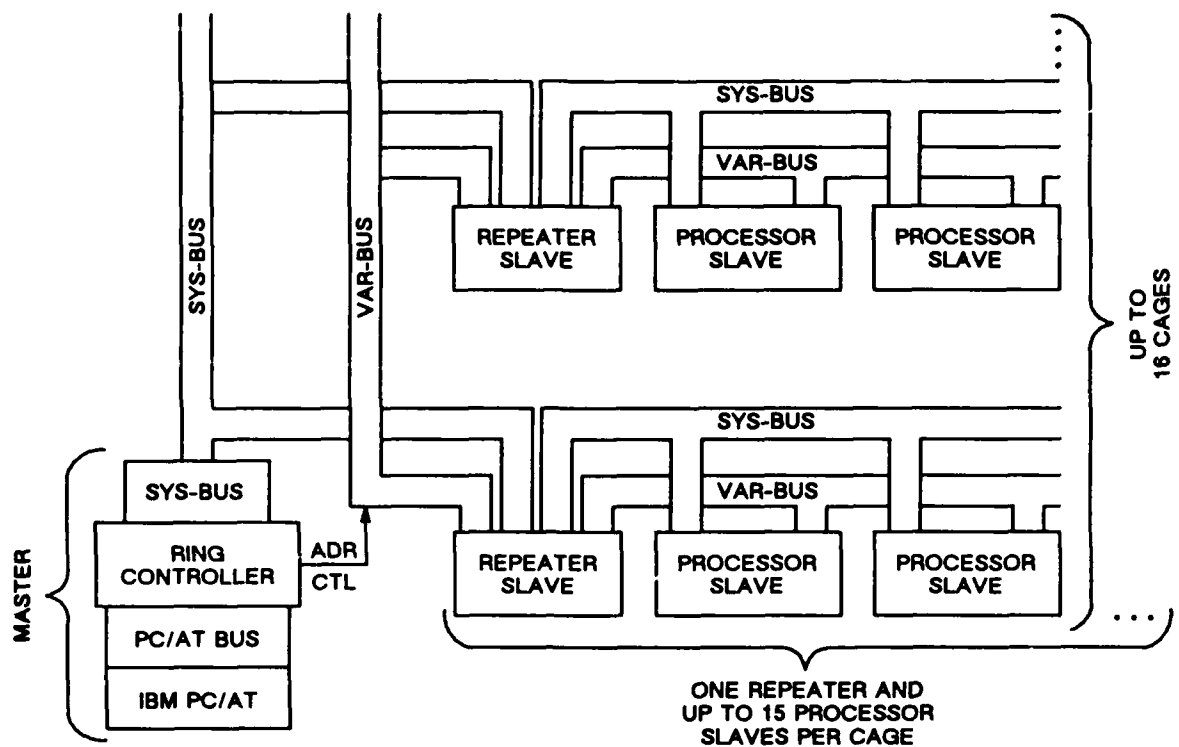 SYS-BUS
VAR-BUS
SYS-BUS
VAR-BUS
REPEATER
SLAVE
PROCESSOR
SLAVE
PROCESSOR
SLAVE
UP TO
16 CAGES
SYS-BUS
VAR-BUS
REPEATER
SLAVE
PROCESSOR
SLAVE
PROCESSOR
SLAVE
MASTER
SYS-BUS
RING
CONTROLLER
ADR
CTL
PC/AT BUS
IBM PC/AT
ONE REPEATER AND
UP TO 15 PROCESSOR
SLAVES PER CAGE